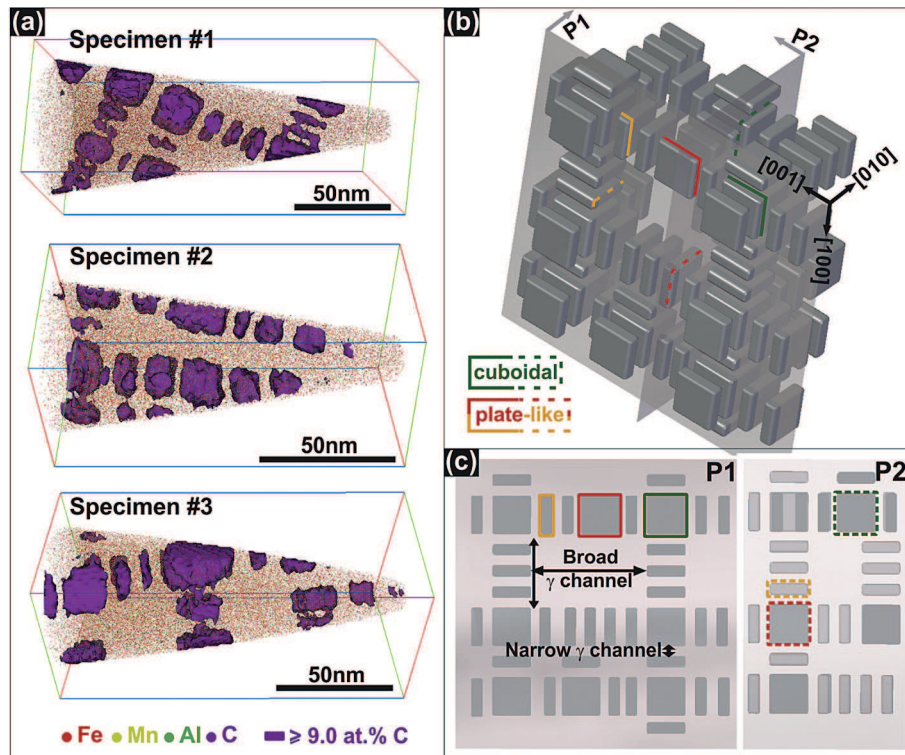 (a)
Specimen #1
50nm
Specimen #2
50nm
Specimen #3
50nm
Fe Mn Al C ≥ 9.0 at.% C
(b)
P1
P2
[001]
[010]
[100]
cuboidal
plate-like
(c)
P1
P2
Broad
γ channel
Narrow γ channel